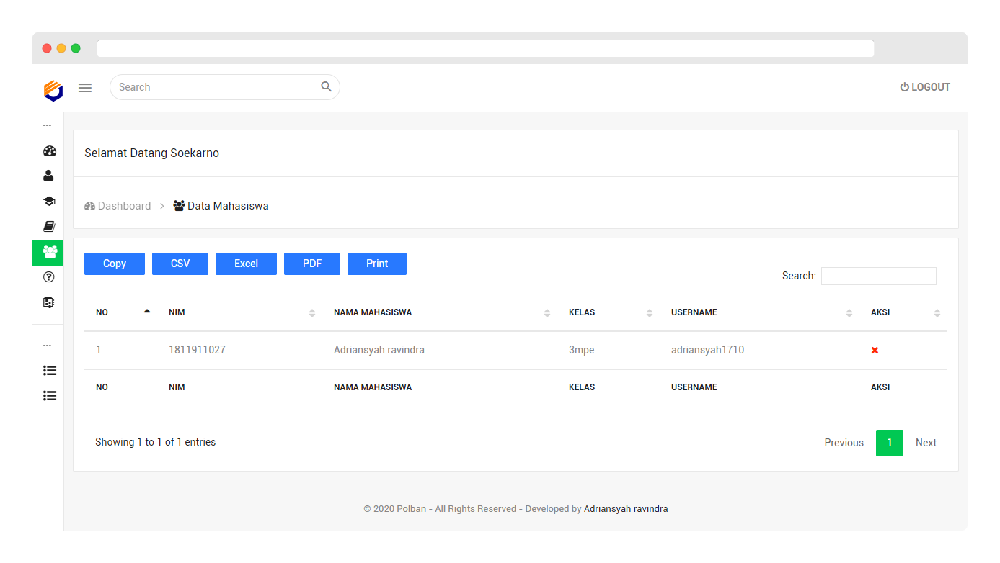 Search
LOGOUT
Selamat Datang Soekarno
Dashboard > Data Mahasiswa
Copy CSV Excel PDF Print
Search:
NO NIM NAMA MAHASISWA KELAS USERNAME AKSI
1 1811911027 Adriansyah ravindra 3mpe adriansyah1710
NO NIM NAMA MAHASISWA KELAS USERNAME AKSI
Showing 1 to 1 of 1 entries
Previous 1 Next
© 2020 Polban - All Rights Reserved - Developed by Adriansyah ravindra